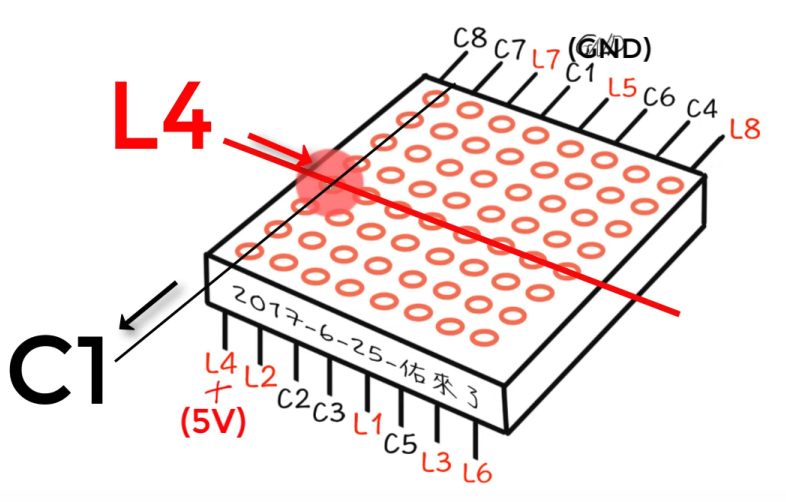 C8 C7 L7 C1 L5 C6 C4 L8
(GND)
L4
C1
2017-6-25-佑來了
L4 L2 C2 C3 L1 C5 L3 L6
+
(5V)